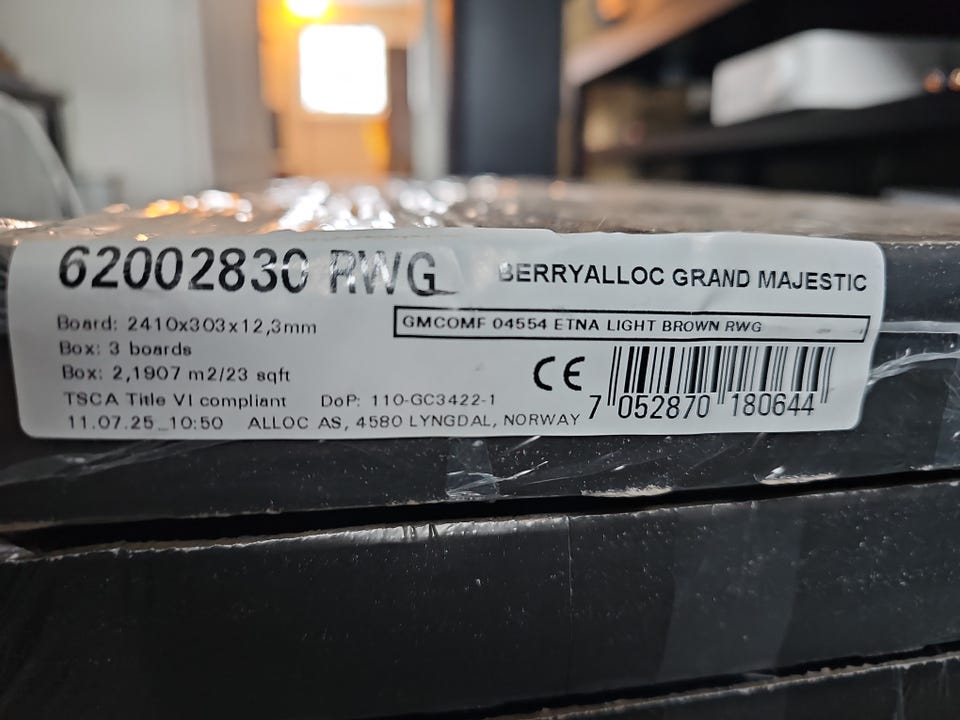 62002830 RWG BERRYALLOC GRAND MAJESTIC
Board: 2410x303x12,3mm
GMCOMF 04554 ETNA LIGHT BROWN RWG
Box: 3 boards
Box: 2,1907 m2/23 sqft
CE
TSCA Title VI compliant DoP: 110-GC3422-1
11.07.25_10:50 ALLOC AS, 4580 LYNGDAL, NORWAY
7 052870 180644